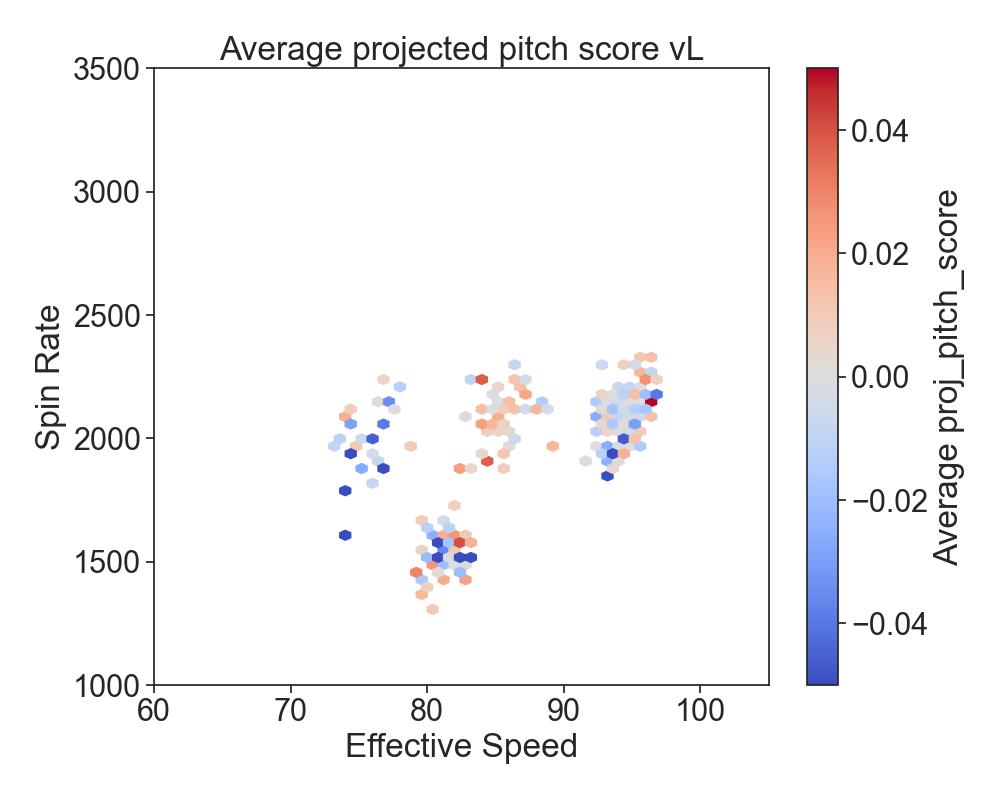 Average projected pitch score vL
3500
3000
2500
2000
1500
1000
Spin Rate
60 70 80 90 100
Effective Speed
0.04
0.02
0.00
−0.02
−0.04
Average proj_pitch_score